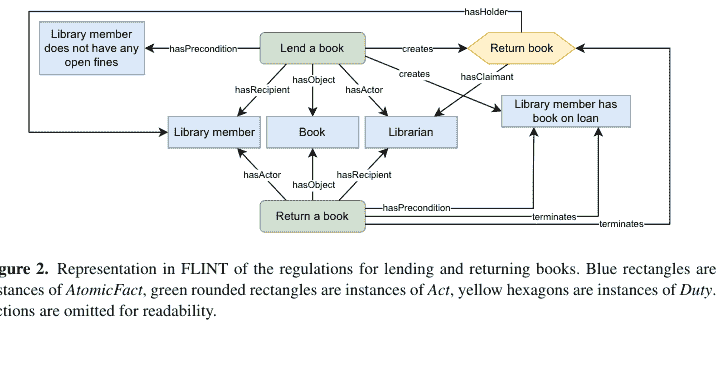 hasHolder
Library member
does not have any
open fines
hasPrecondition
Lend a book
creates
Return book
creates
hasClaimant
hasObject
hasRecipient
hasActor
Library member has
book on loan
Library member
Book
Librarian
hasActor
hasObject
hasRecipient
Return a book
hasPrecondition
terminates
terminates
gure 2. Representation in FLINT of the regulations for lending and returning books. Blue rectangles are
stances of AtomicFact, green rounded rectangles are instances of Act, yellow hexagons are instances of Duty.
ctions are omitted for readability.